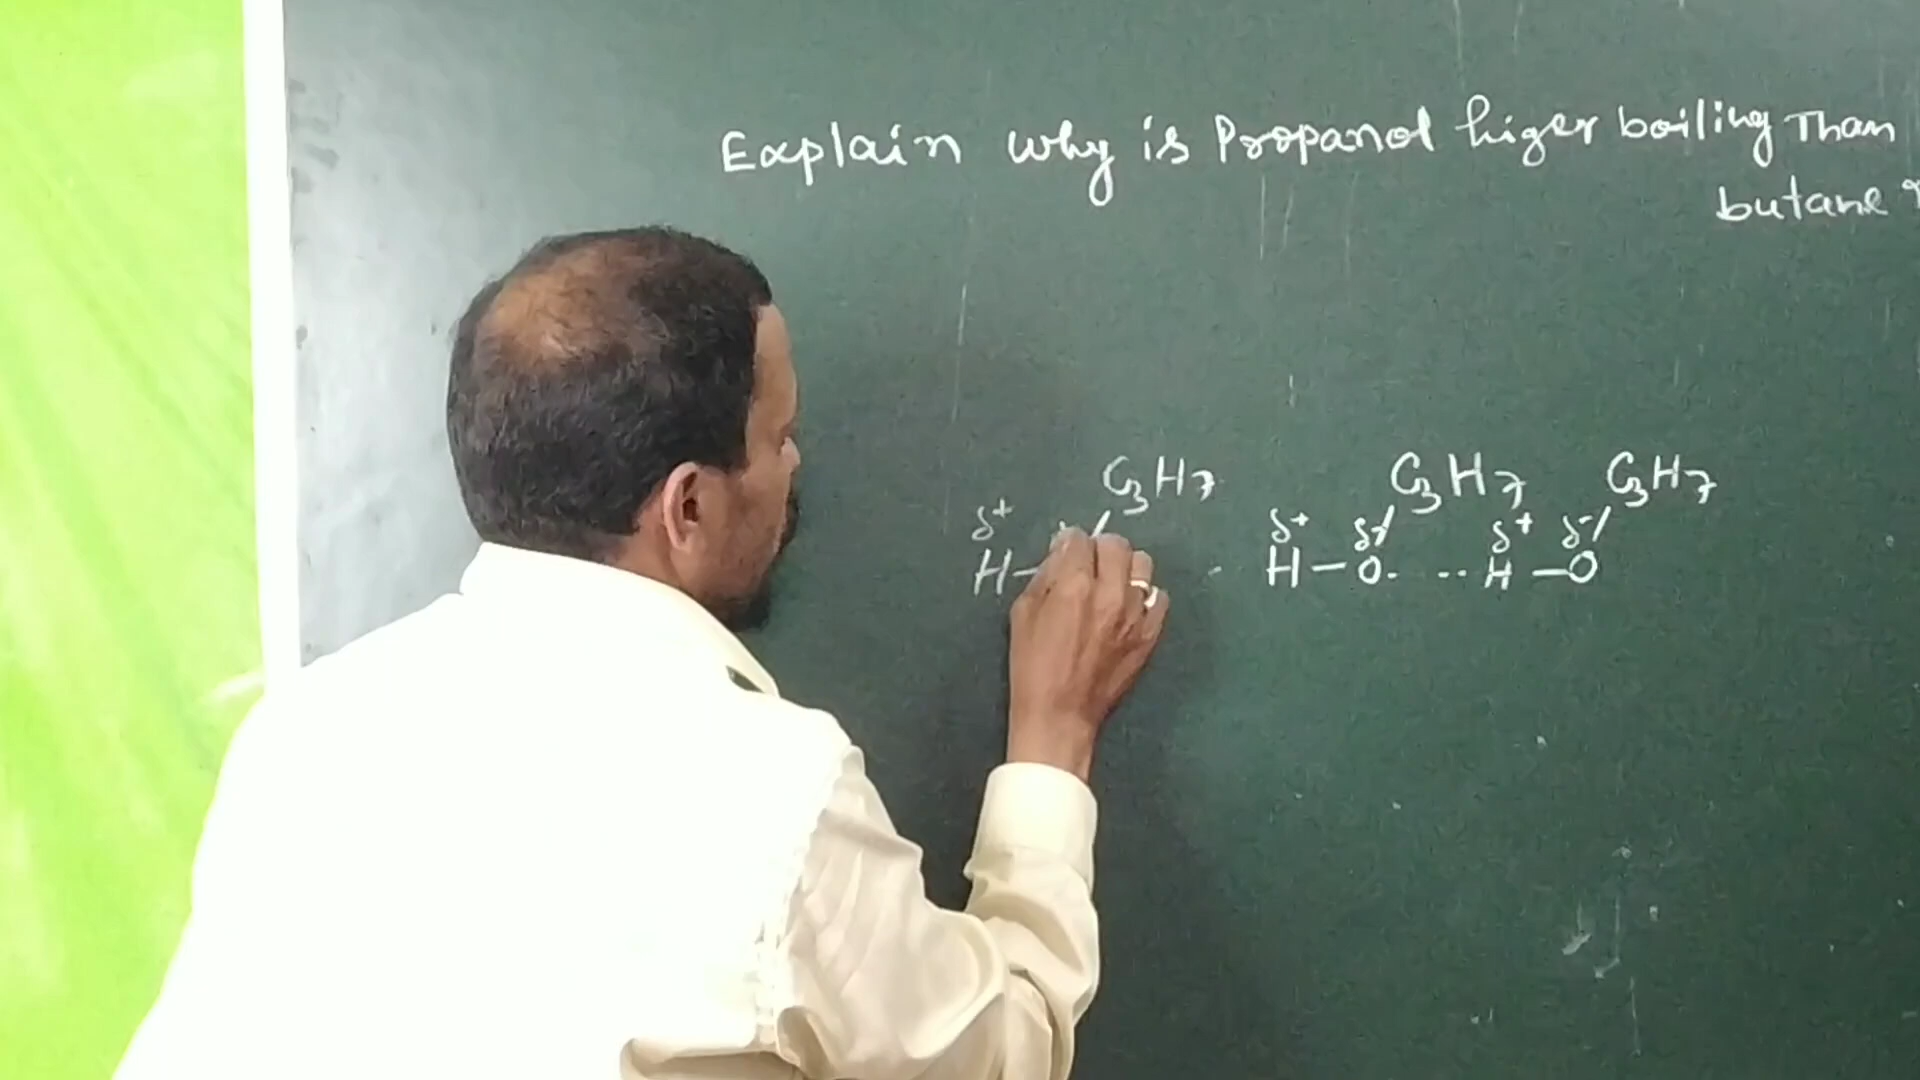 Explain why is Propanol higer boiling Than
butane ?
C3H7 C3H7 C3H7
δ+ δ+ δ- δ+ δ-
H- - H-O. --- H-O